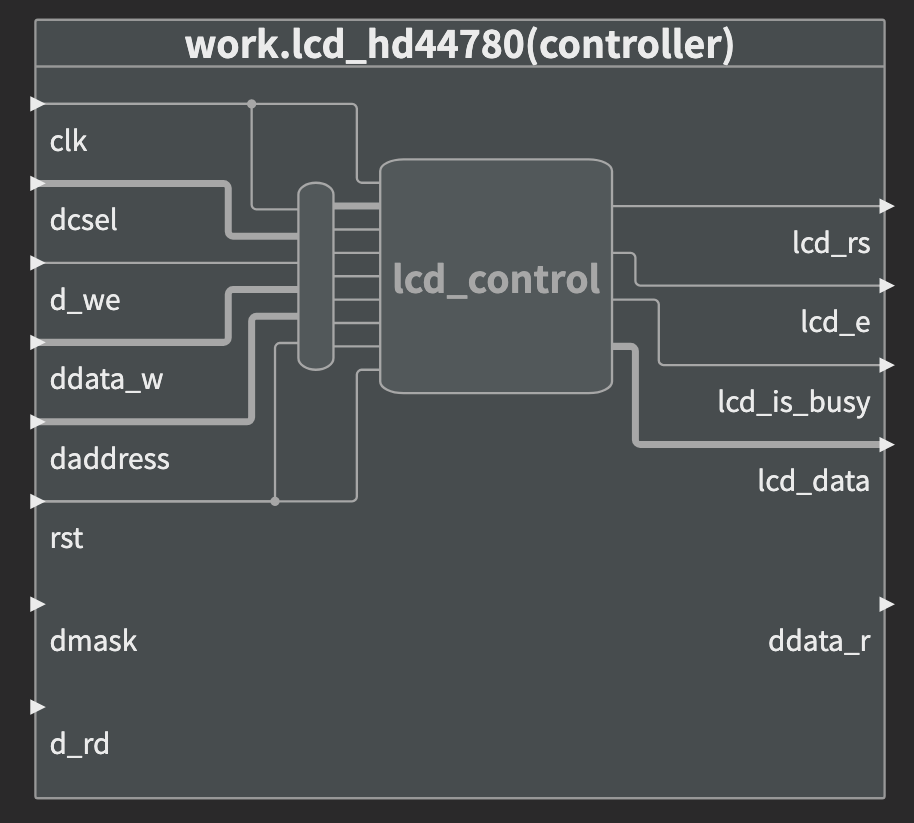 work.lcd_hd44780(controller)
clk
dcsel
d_we
ddata_w
daddress
rst
dmask
d_rd
lcd_control
lcd_rs
lcd_e
lcd_is_busy
lcd_data
ddata_r